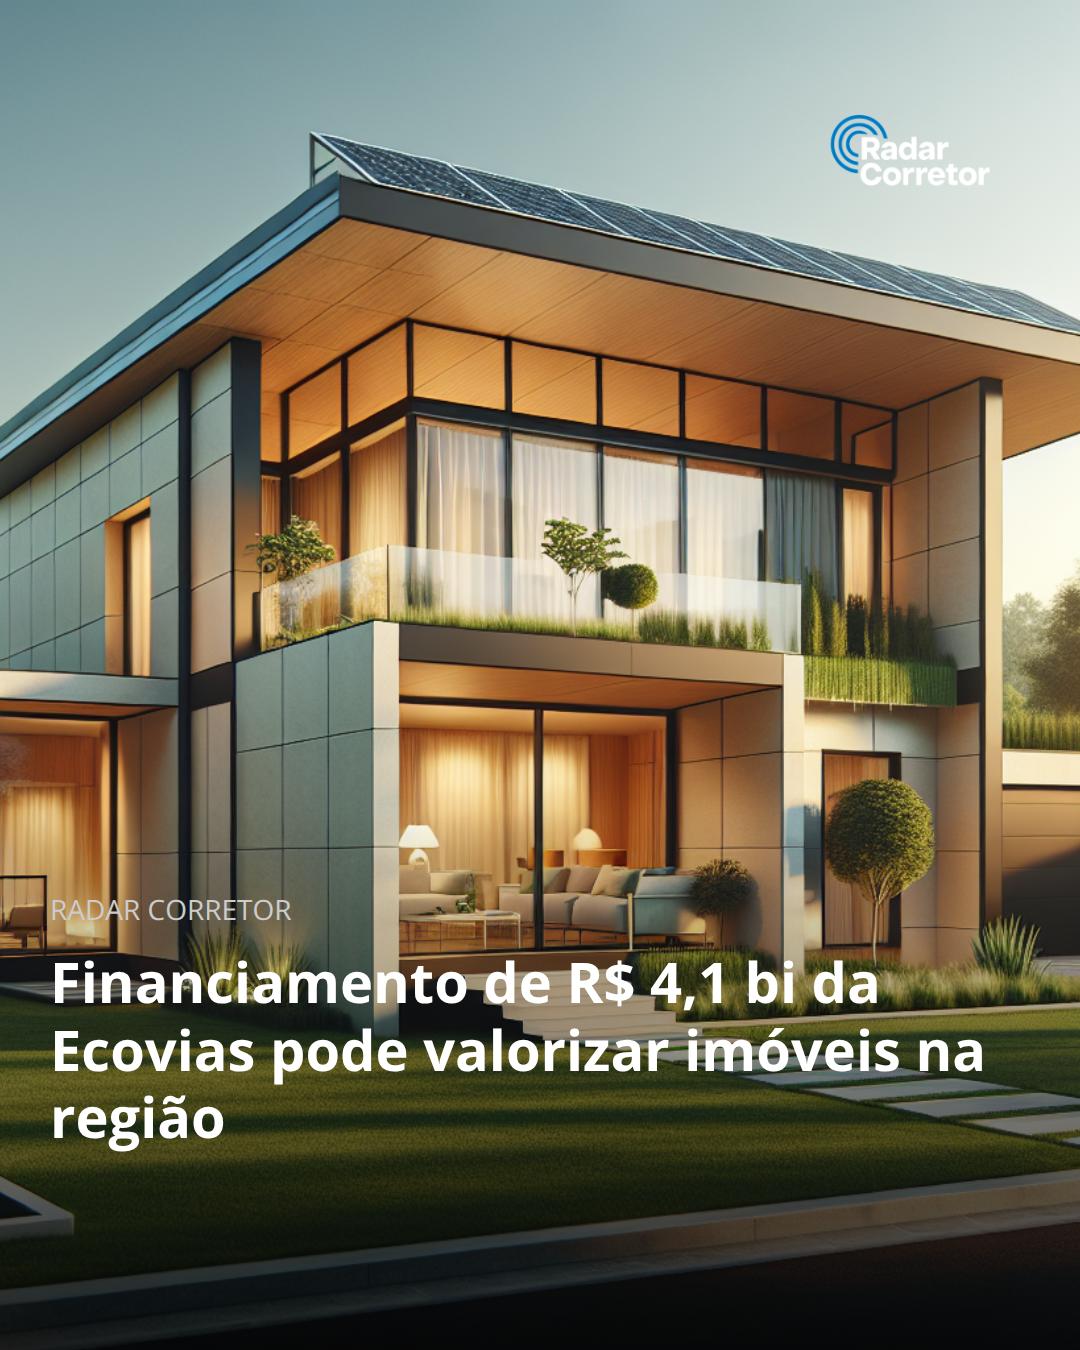 Radar
Corretor
RADAR CORRETOR
Financiamento de R$ 4,1 bi da
Ecovias pode valorizar imóveis na
região